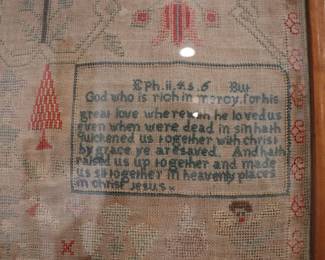 Eph. ii. 4 5. 6 But
God who is rich in mercy. for his
great love wherewith he loved us
even when were dead in sin hath
quickened us together with christ
by grace ye are saved. And hath
raised us up together and made
us sit together in heavenly places
in christ Jesus.